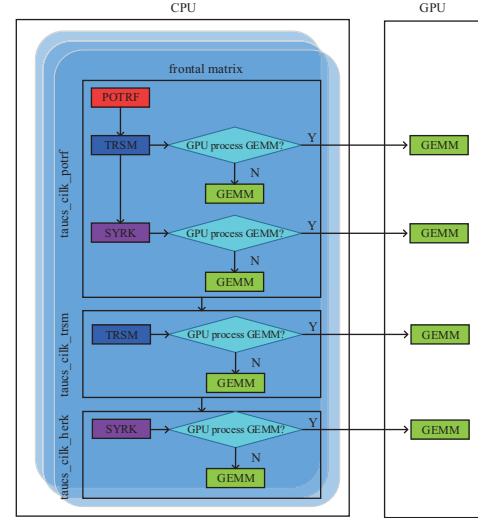 CPU
GPU
frontal matrix
taucs_cilk_potrf
POTRF
TRSM
GPU process GEMM?
Y
GEMM
N
GEMM
SYRK
GPU process GEMM?
Y
GEMM
N
GEMM
taucs_cilk_trsm
TRSM
GPU process GEMM?
Y
GEMM
N
GEMM
taucs_cilk_herk
SYRK
GPU process GEMM?
Y
GEMM
N
GEMM